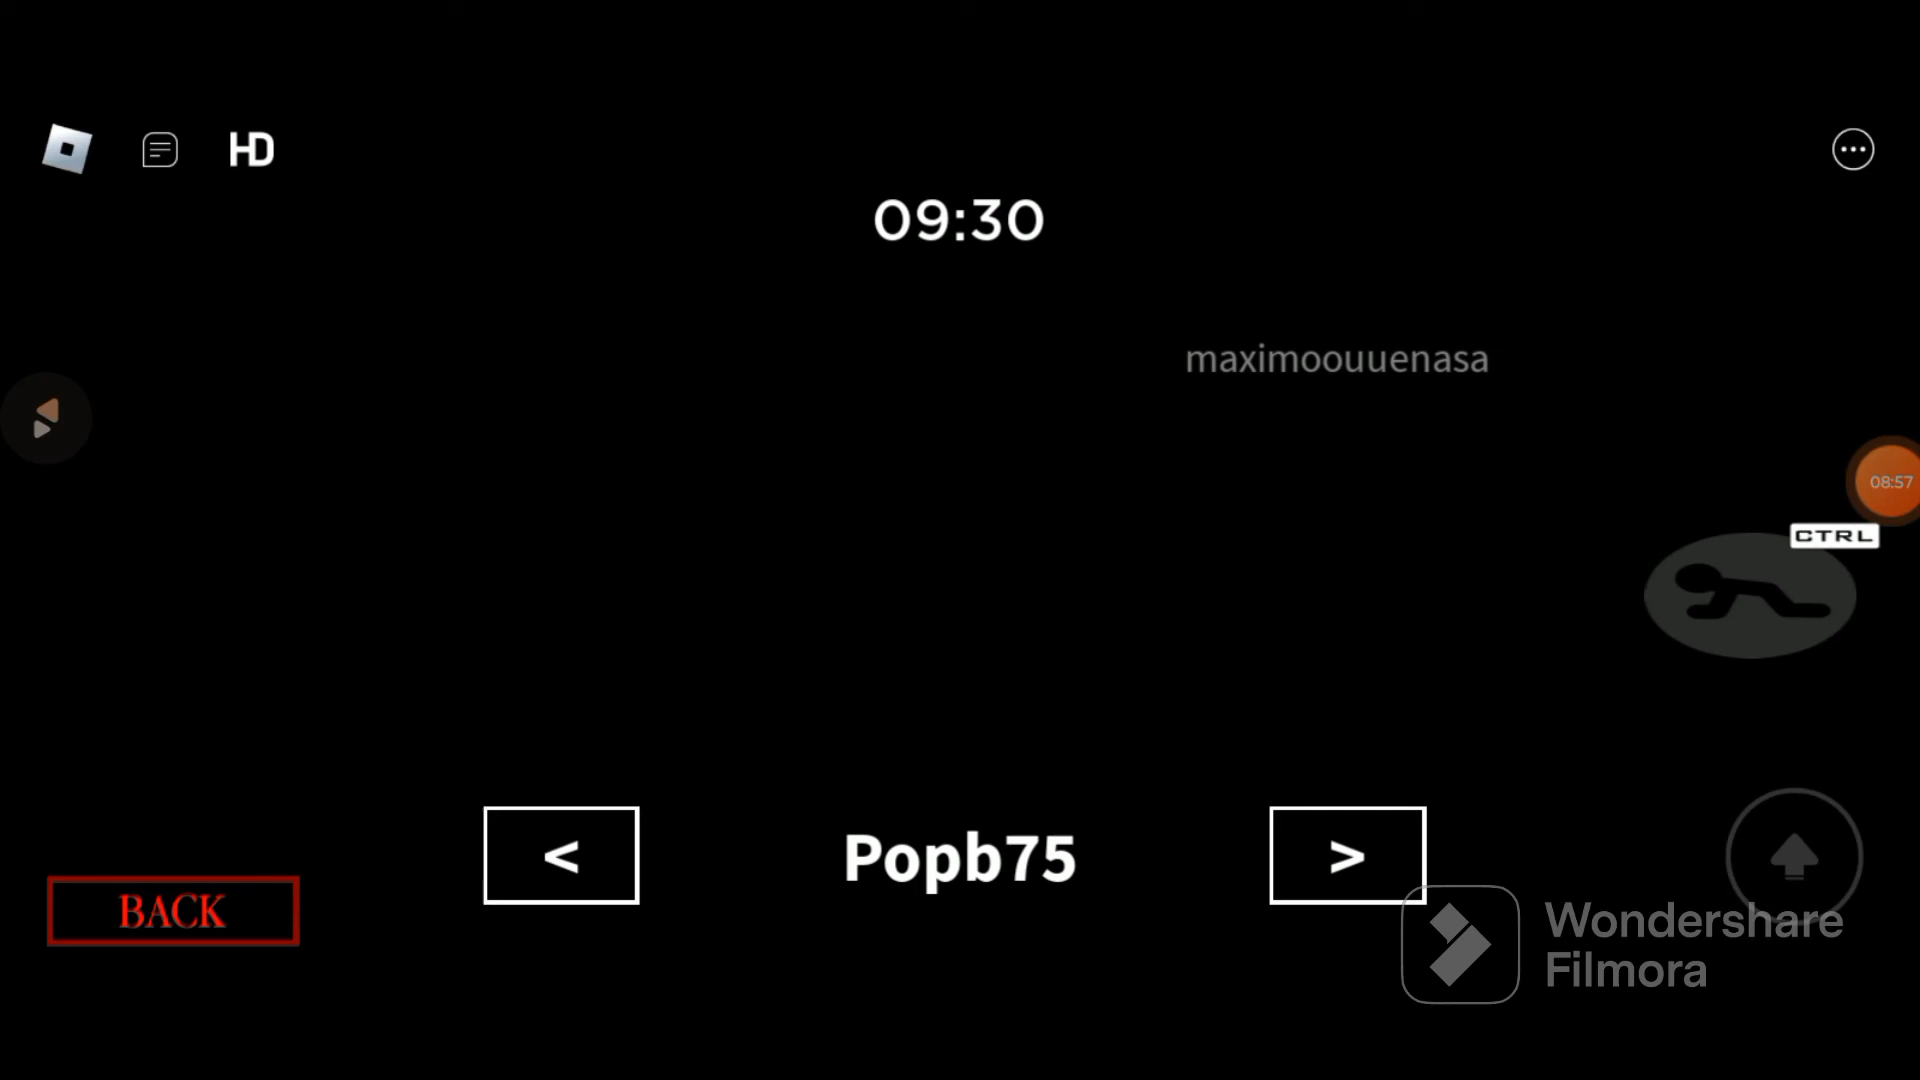 HD
09:30
maximoouuenasa
08:57
CTRL
< Popb75 >
BACK
Wondershare
Filmora